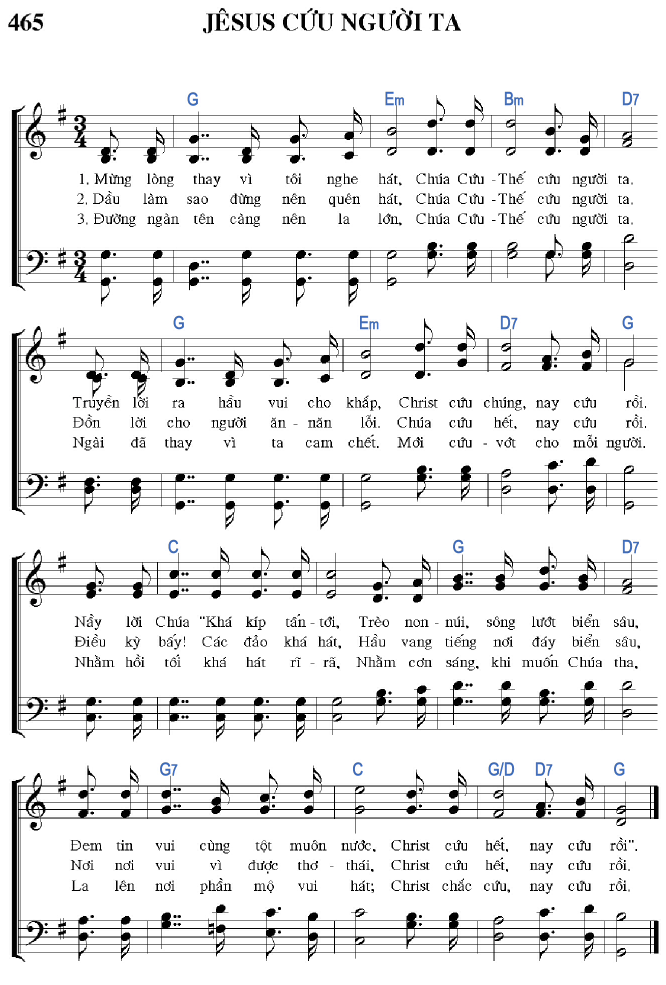 465 JÊSUS CỨU NGƯỜI TA
G Em Bm D7
3 4
1. Mừng lòng thay vì tôi nghe hát, Chúa Cứu - Thế cứu người ta,
2. Dầu làm sao đừng nên quên hát, Chúa Cứu - Thế cứu người ta,
3. Đường ngàn tên càng nên la lớn, Chúa Cứu - Thế cứu người ta,
3 4
G Em D7 G
Truyền lời ra hầu vui cho khắp, Christ cứu chúng, nay cứu rồi.
Đồn lời cho người ăn - năn lỗi. Chúa cứu hết, nay cứu rồi.
Ngài đã thay vì ta cam chết. Mới cứu - vớt cho mỗi người.
C G D7
Nầy lời Chúa "Khá kíp tấn - tới, Trèo non - núi, sông lướt biển sâu,
Điều kỳ bấy! Các đảo khá hát, Hầu vang tiếng nơi đáy biển sâu,
Nhằm hồi tối khá hát rĩ - rã, Nhằm cơn sáng, khi muốn Chúa tha,
G7 C G/D D7 G
Đem tin vui cùng tột muôn nước, Christ cứu hết, nay cứu rồi".
Nơi nơi vui vì được thơ - thái, Christ cứu hết, nay cứu rồi.
La lên nơi phần mộ vui hát; Christ chắc cứu, nay cứu rồi.